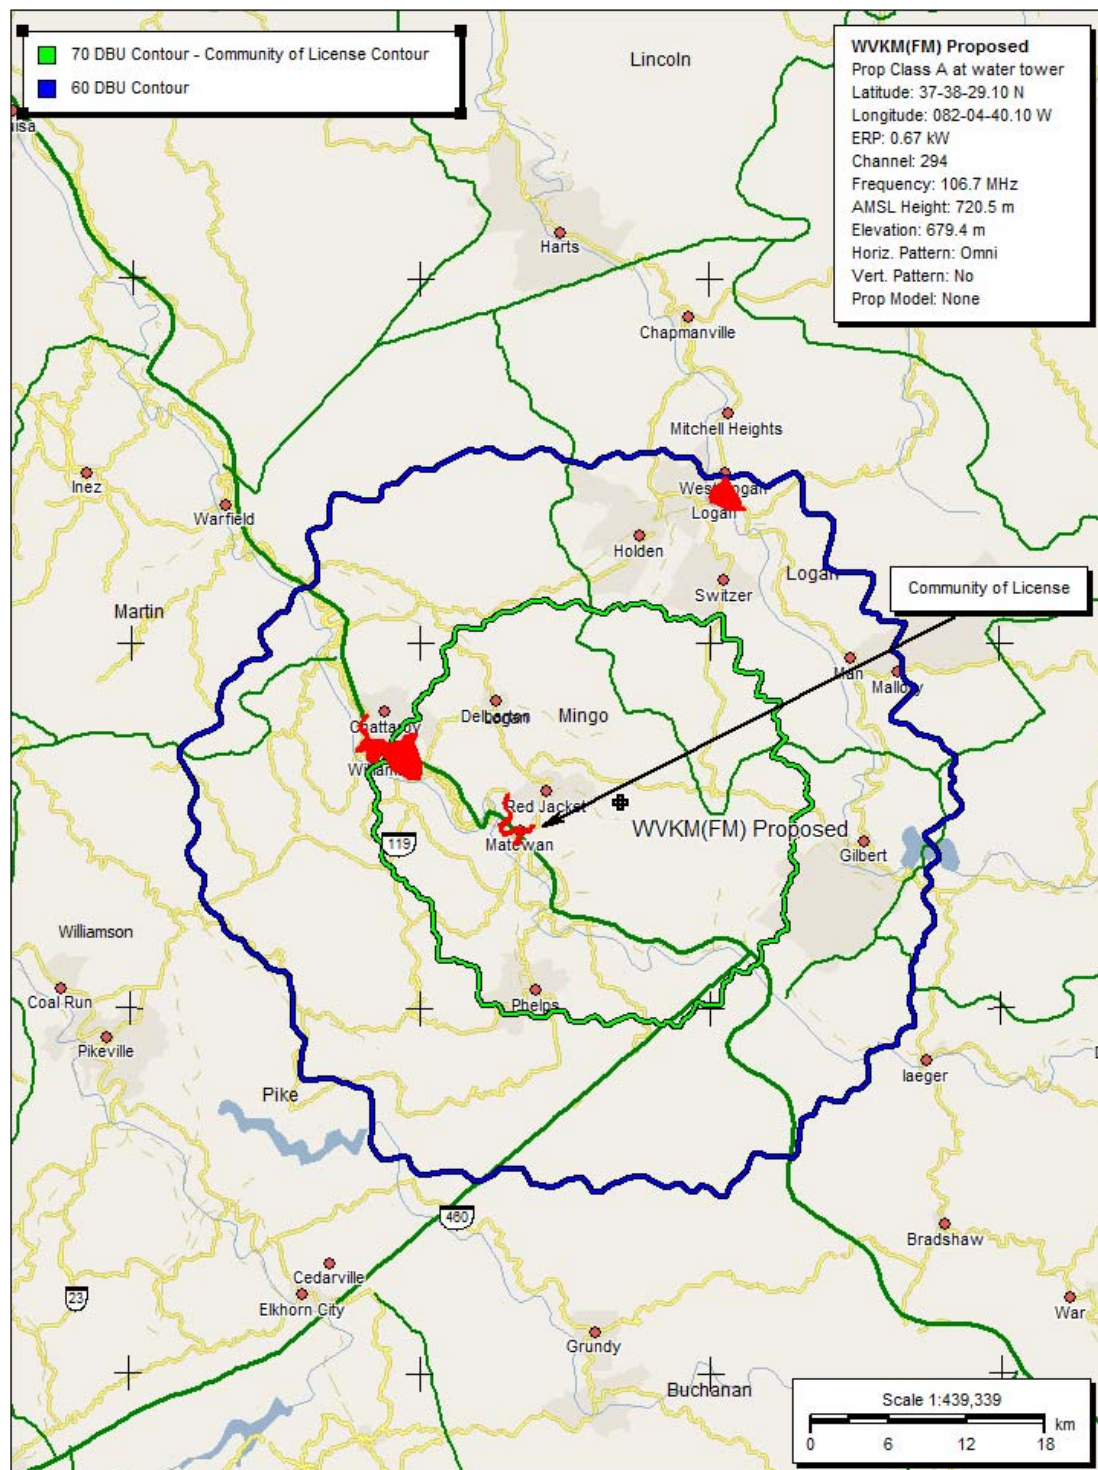 70 DBU Contour - Community of License Contour
60 DBU Contour
WVKM(FM) Proposed
Prop Class A at water tower
Latitude: 37-38-29.10 N
Longitude: 082-04-40.10 W
ERP: 0.67 kW
Channel: 294
Frequency: 106.7 MHz
AMSL Height: 720.5 m
Elevation: 679.4 m
Horiz. Pattern: Omni
Vert. Pattern: No
Prop Model: None
Lincoln
Harts
Chapmanville
Mitchell Heights
Inez
Logan
Warfield
Holden
Logan
Switzer
Community of License
Martin
Man
Mallory
Logan
Mingo
Red Jacket
WVKM(FM) Proposed
119
Matewan
Gilbert
Williamson
Coal Run
Phelps
Pikeville
Iaeger
Pike
460
Bradshaw
Cedarville
23
Elkhorn City
War
Grundy
Buchanan
Scale 1:439,339
km
0 6 12 18